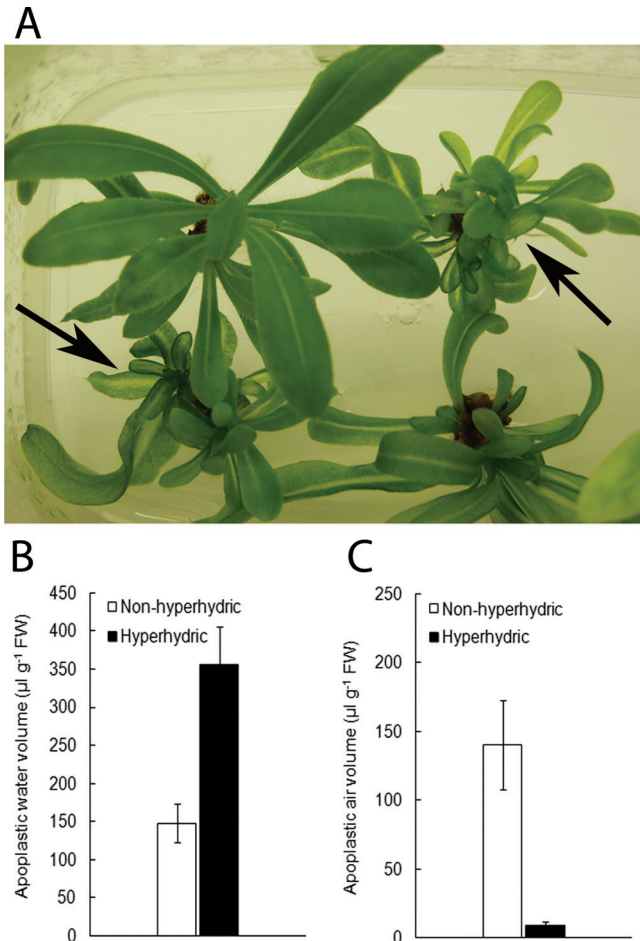 A
B
C
Apoplastic water volume (µl g⁻¹ FW)
450
400
350
300
250
200
150
100
50
0
Non-hyperhydric
Hyperhydric
Apoplastic air volume (µl g⁻¹ FW)
250
200
150
100
50
0
Non-hyperhydric
Hyperhydric